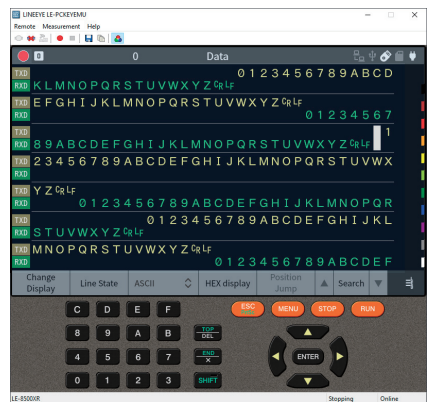 LINEEYE LE-PCKEYEMU
Remote Measurement Help
0 0 Data
TXD 0 1 2 3 4 5 6 7 8 9 A B C D
RXD K L M N O P Q R S T U V W X Y Z CR LF
TXD E F G H I J K L M N O P Q R S T U V W X Y Z CR LF
RXD 0 1 2 3 4 5 6 7
TXD 1
RXD 8 9 A B C D E F G H I J K L M N O P Q R S T U V W X Y Z CR LF
TXD 2 3 4 5 6 7 8 9 A B C D E F G H I J K L M N O P Q R S T U V W X
RXD
TXD Y Z CR LF
RXD 0 1 2 3 4 5 6 7 8 9 A B C D E F G H I J K L M N O P Q R
TXD 0 1 2 3 4 5 6 7 8 9 A B C D E F G H I J K L
RXD S T U V W X Y Z CR LF
TXD M N O P Q R S T U V W X Y Z CR LF
RXD 0 1 2 3 4 5 6 7 8 9 A B C D E F
Change Display Line State ASCII HEX display Position Jump Search
C D E F ESC MENU STOP RUN
8 9 A B TOP DEL
4 5 6 7 END X ENTER
0 1 2 3 SHIFT
LE-8500XR Stopping Online